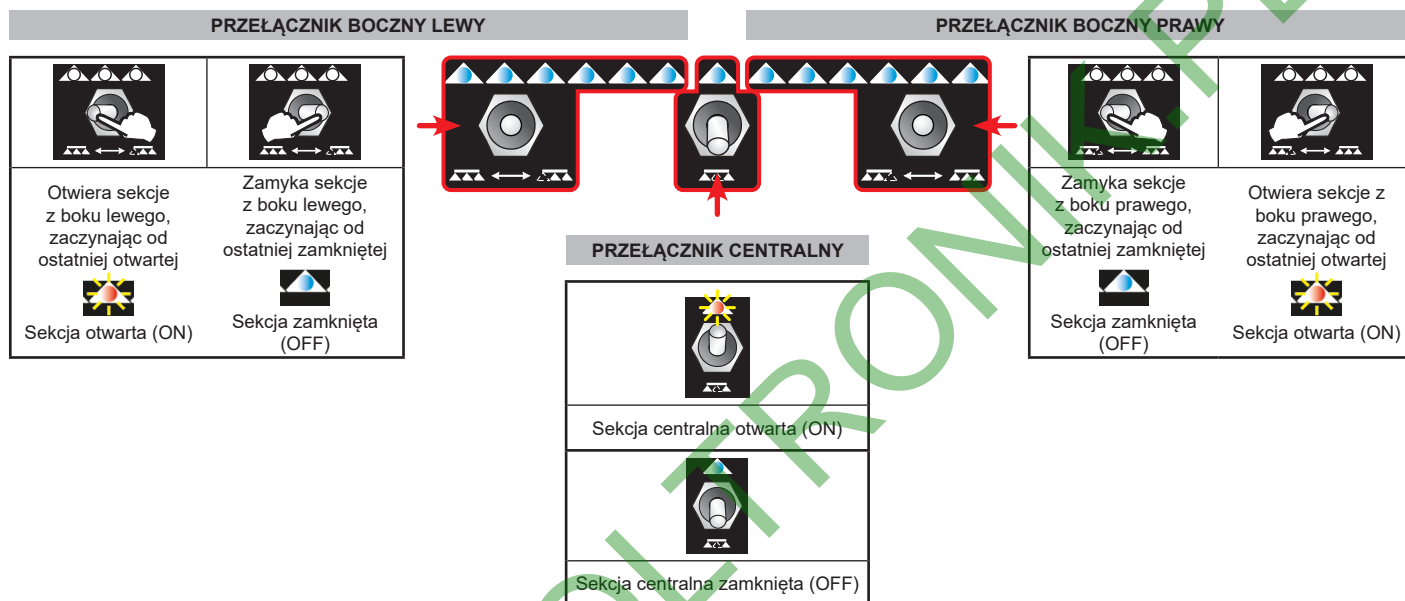 PRZEŁĄCZNIK BOCZNY LEWY
PRZEŁĄCZNIK BOCZNY PRAWY
Otwiera sekcje
z boku lewego,
zaczynając od
ostatniej otwartej
Sekcja otwarta (ON)
Zamyka sekcje
z boku lewego,
zaczynając od
ostatniej zamkniętej
Sekcja zamknięta
(OFF)
PRZEŁĄCZNIK CENTRALNY
Sekcja centralna otwarta (ON)
Sekcja centralna zamknięta (OFF)
Zamyka sekcje
z boku prawego,
zaczynając od
ostatniej zamkniętej
Sekcja zamknięta
(OFF)
Otwiera sekcje z
boku prawego,
zaczynając od
ostatniej otwartej
Sekcja otwarta (ON)
OLTRONIK.PL